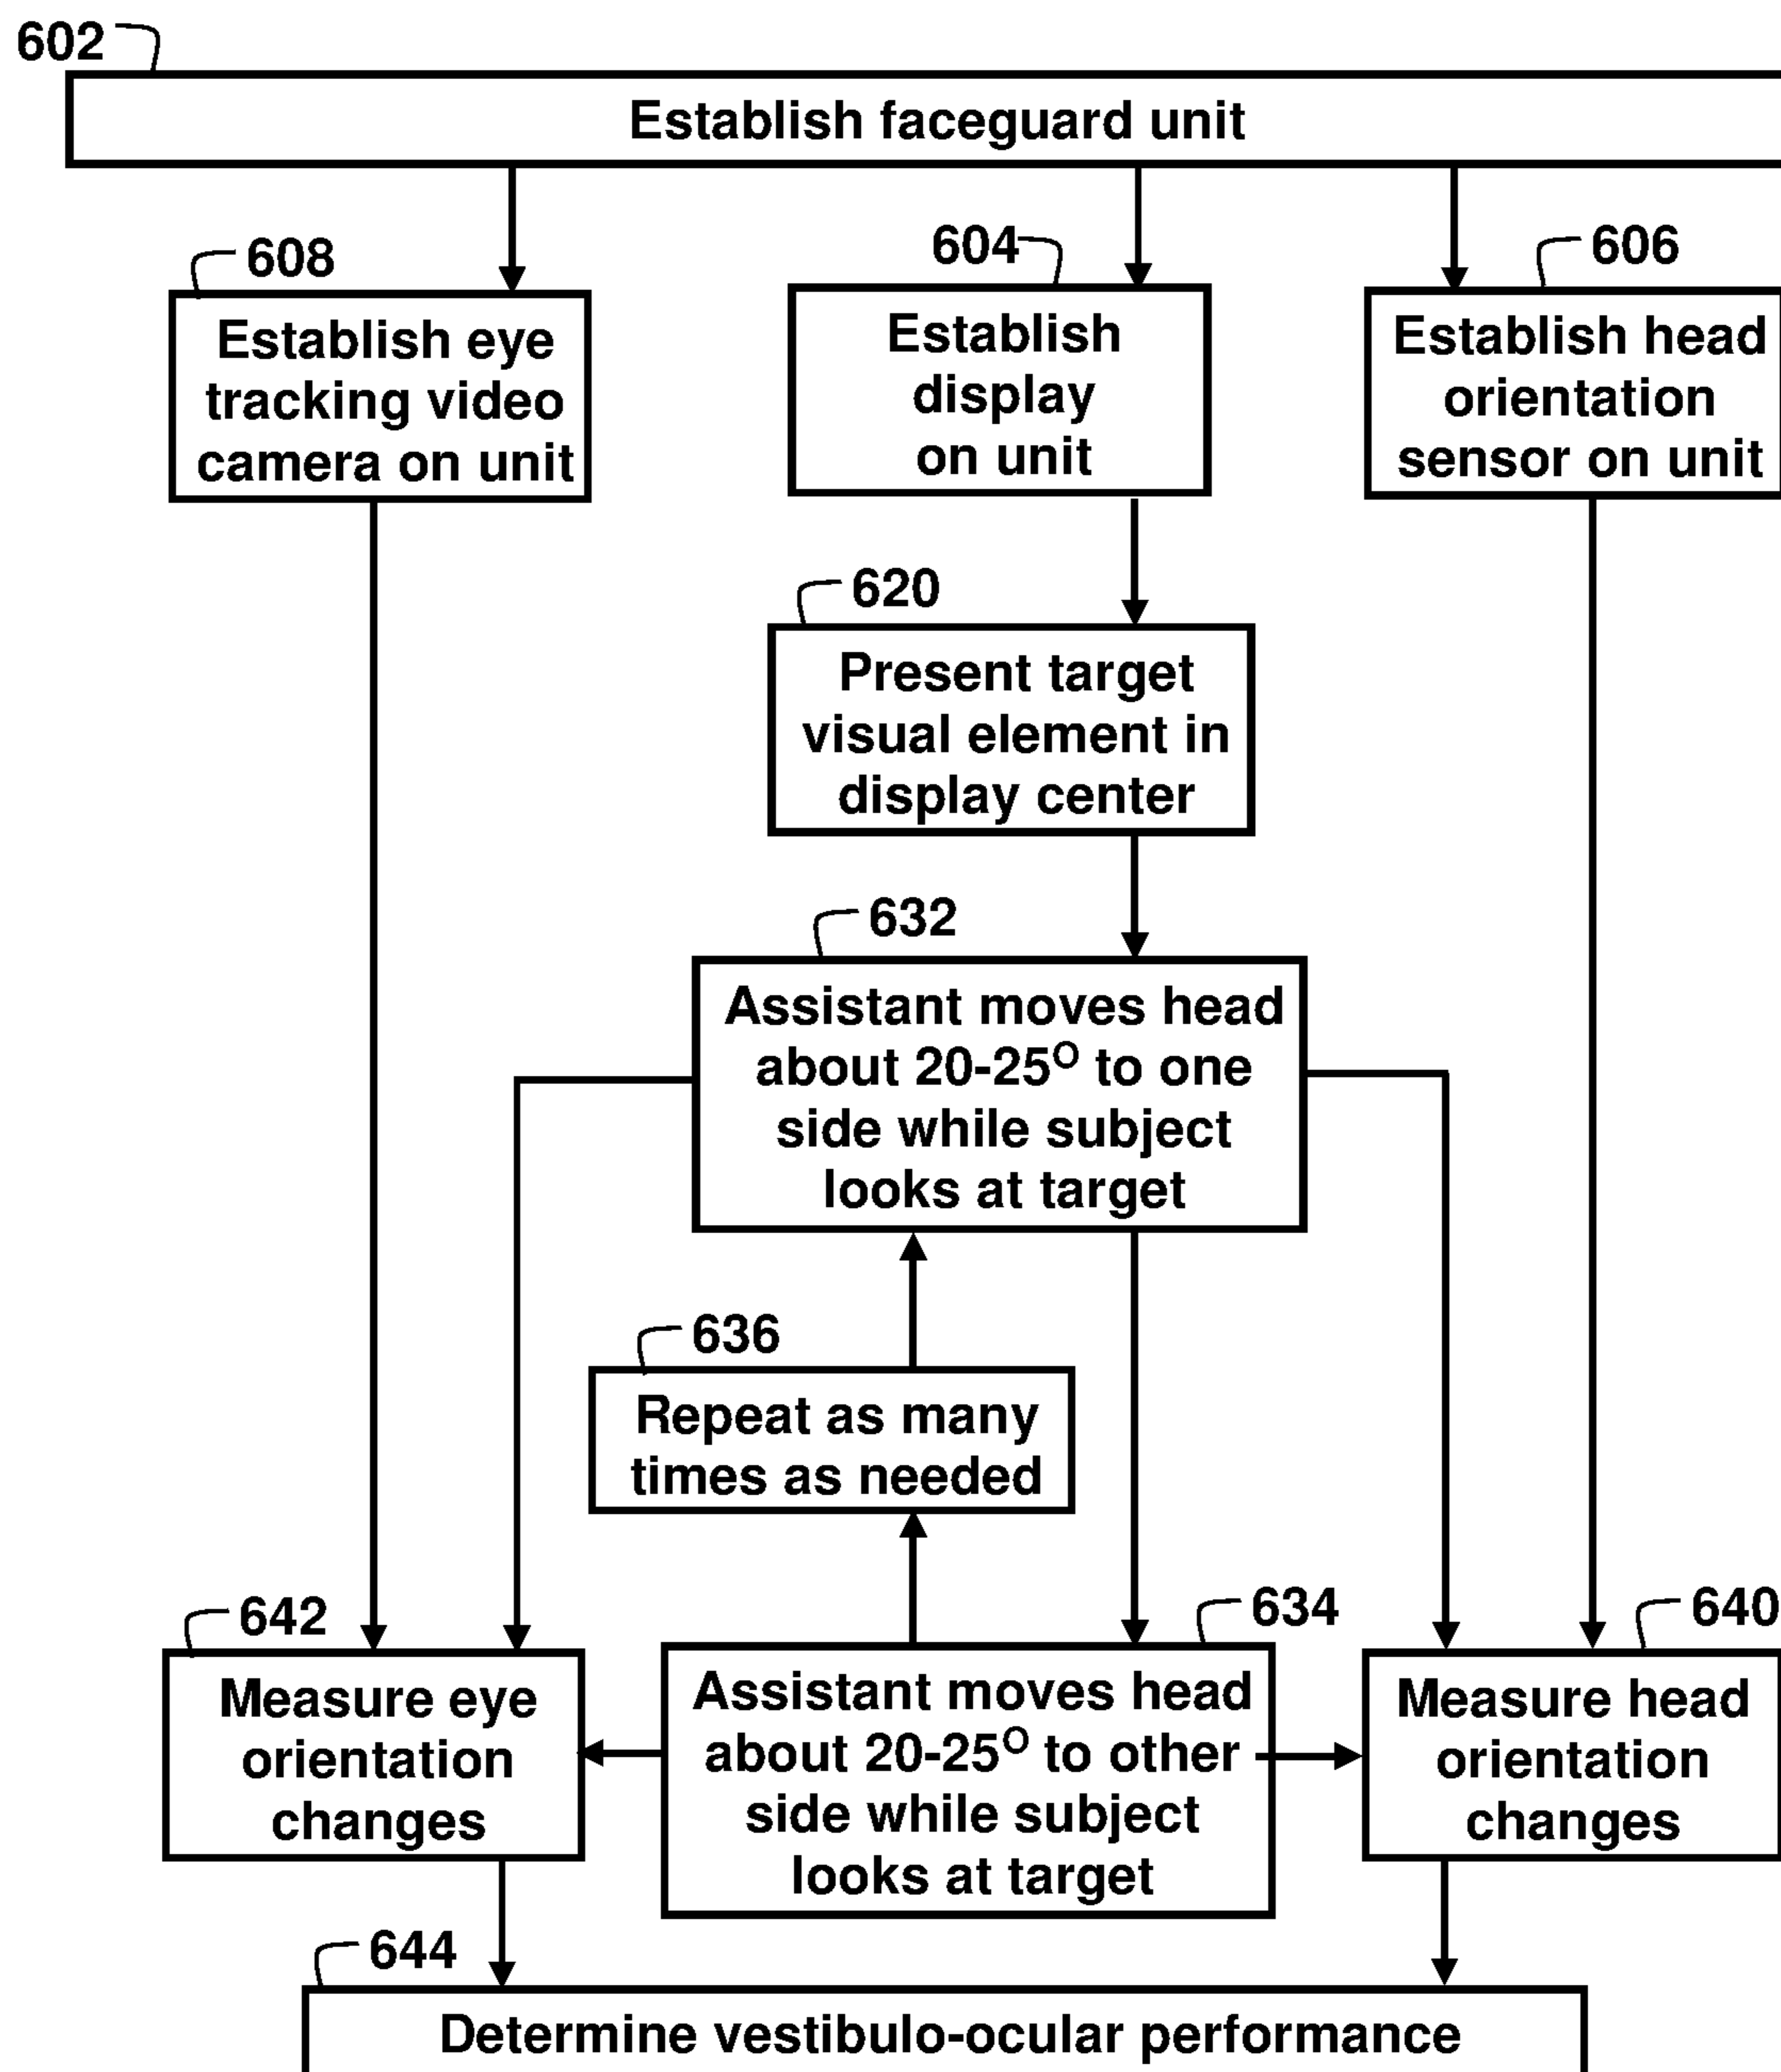 602
Establish faceguard unit
608
Establish eye
tracking video
camera on unit
604
Establish
display
on unit
606
Establish head
orientation
sensor on unit
620
Present target
visual element in
display center
632
Assistant moves head
about 20-25º to one
side while subject
looks at target
636
Repeat as many
times as needed
642
Measure eye
orientation
changes
634
Assistant moves head
about 20-25º to other
side while subject
looks at target
640
Measure head
orientation
changes
644
Determine vestibulo-ocular performance